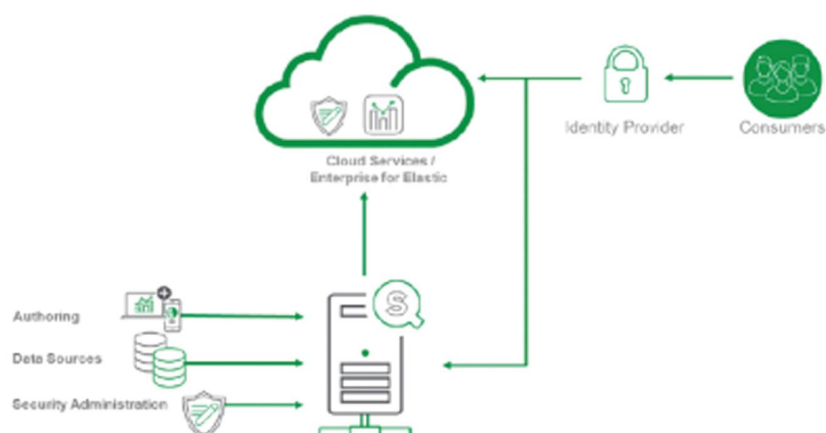 Identity Provider
Consumers
Cloud Services /
Enterprise for Elastic
S
Authoring
Data Sources
Security Administration